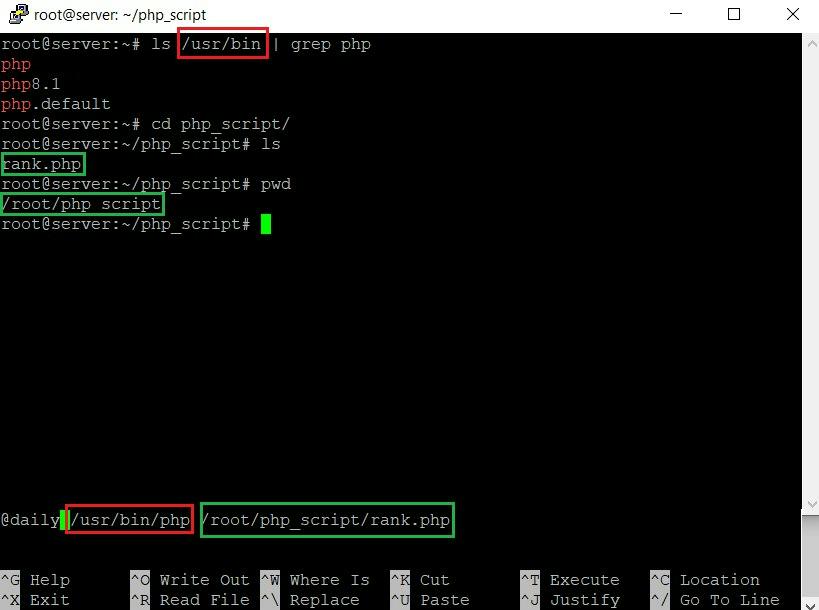 root@server: ~/php_script
root@server:~# ls /usr/bin | grep php
php
php8.1
php.default
root@server:~# cd php_script/
root@server:~/php_script# ls
rank.php
root@server:~/php_script# pwd
/root/php_script
root@server:~/php_script#
@daily /usr/bin/php /root/php_script/rank.php
^G Help ^O Write Out ^W Where Is ^K Cut ^T Execute ^C Location
^X Exit ^R Read File ^\ Replace ^U Paste ^J Justify ^/ Go To Line